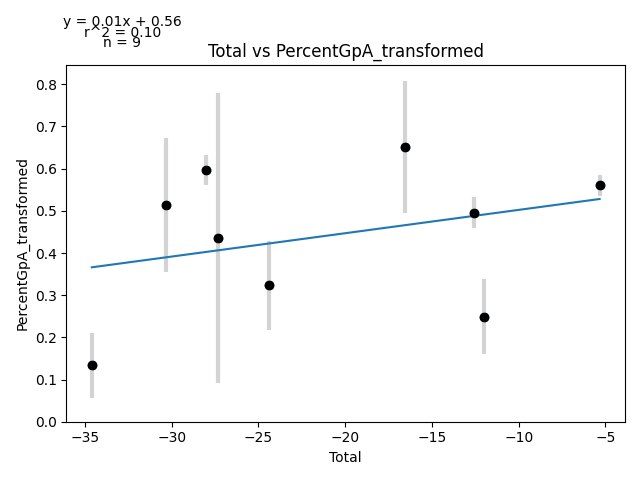 y = 0.01x + 0.56
r^2 = 0.10
n = 9
Total vs PercentGpA_transformed
0.8
0.7
0.6
0.5
0.4
0.3
0.2
0.1
0.0
PercentGpA_transformed
−35
−30
−25
−20
−15
−10
−5
Total